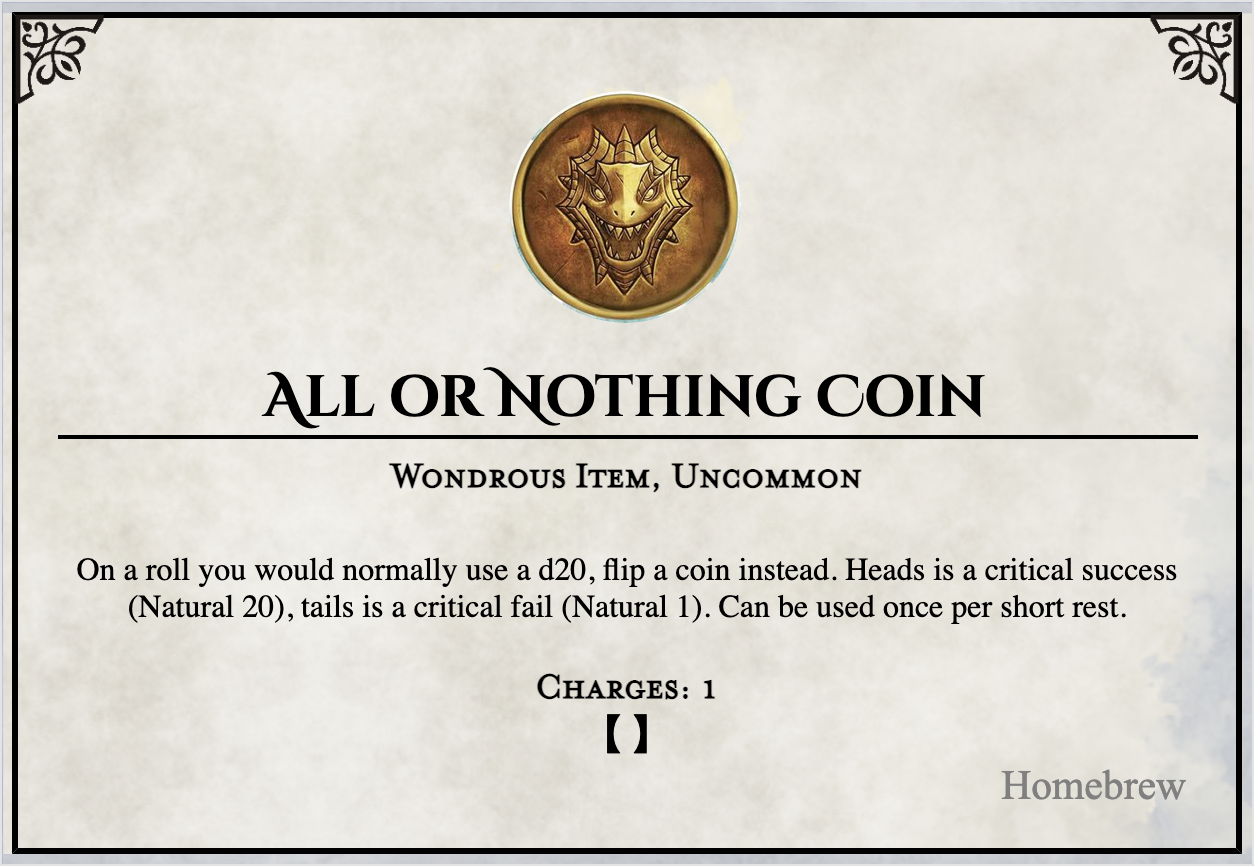 All or Nothing Coin
Wondrous Item, Uncommon
On a roll you would normally use a d20, flip a coin instead. Heads is a critical success
(Natural 20), tails is a critical fail (Natural 1). Can be used once per short rest.
Charges: 1
【 】
Homebrew